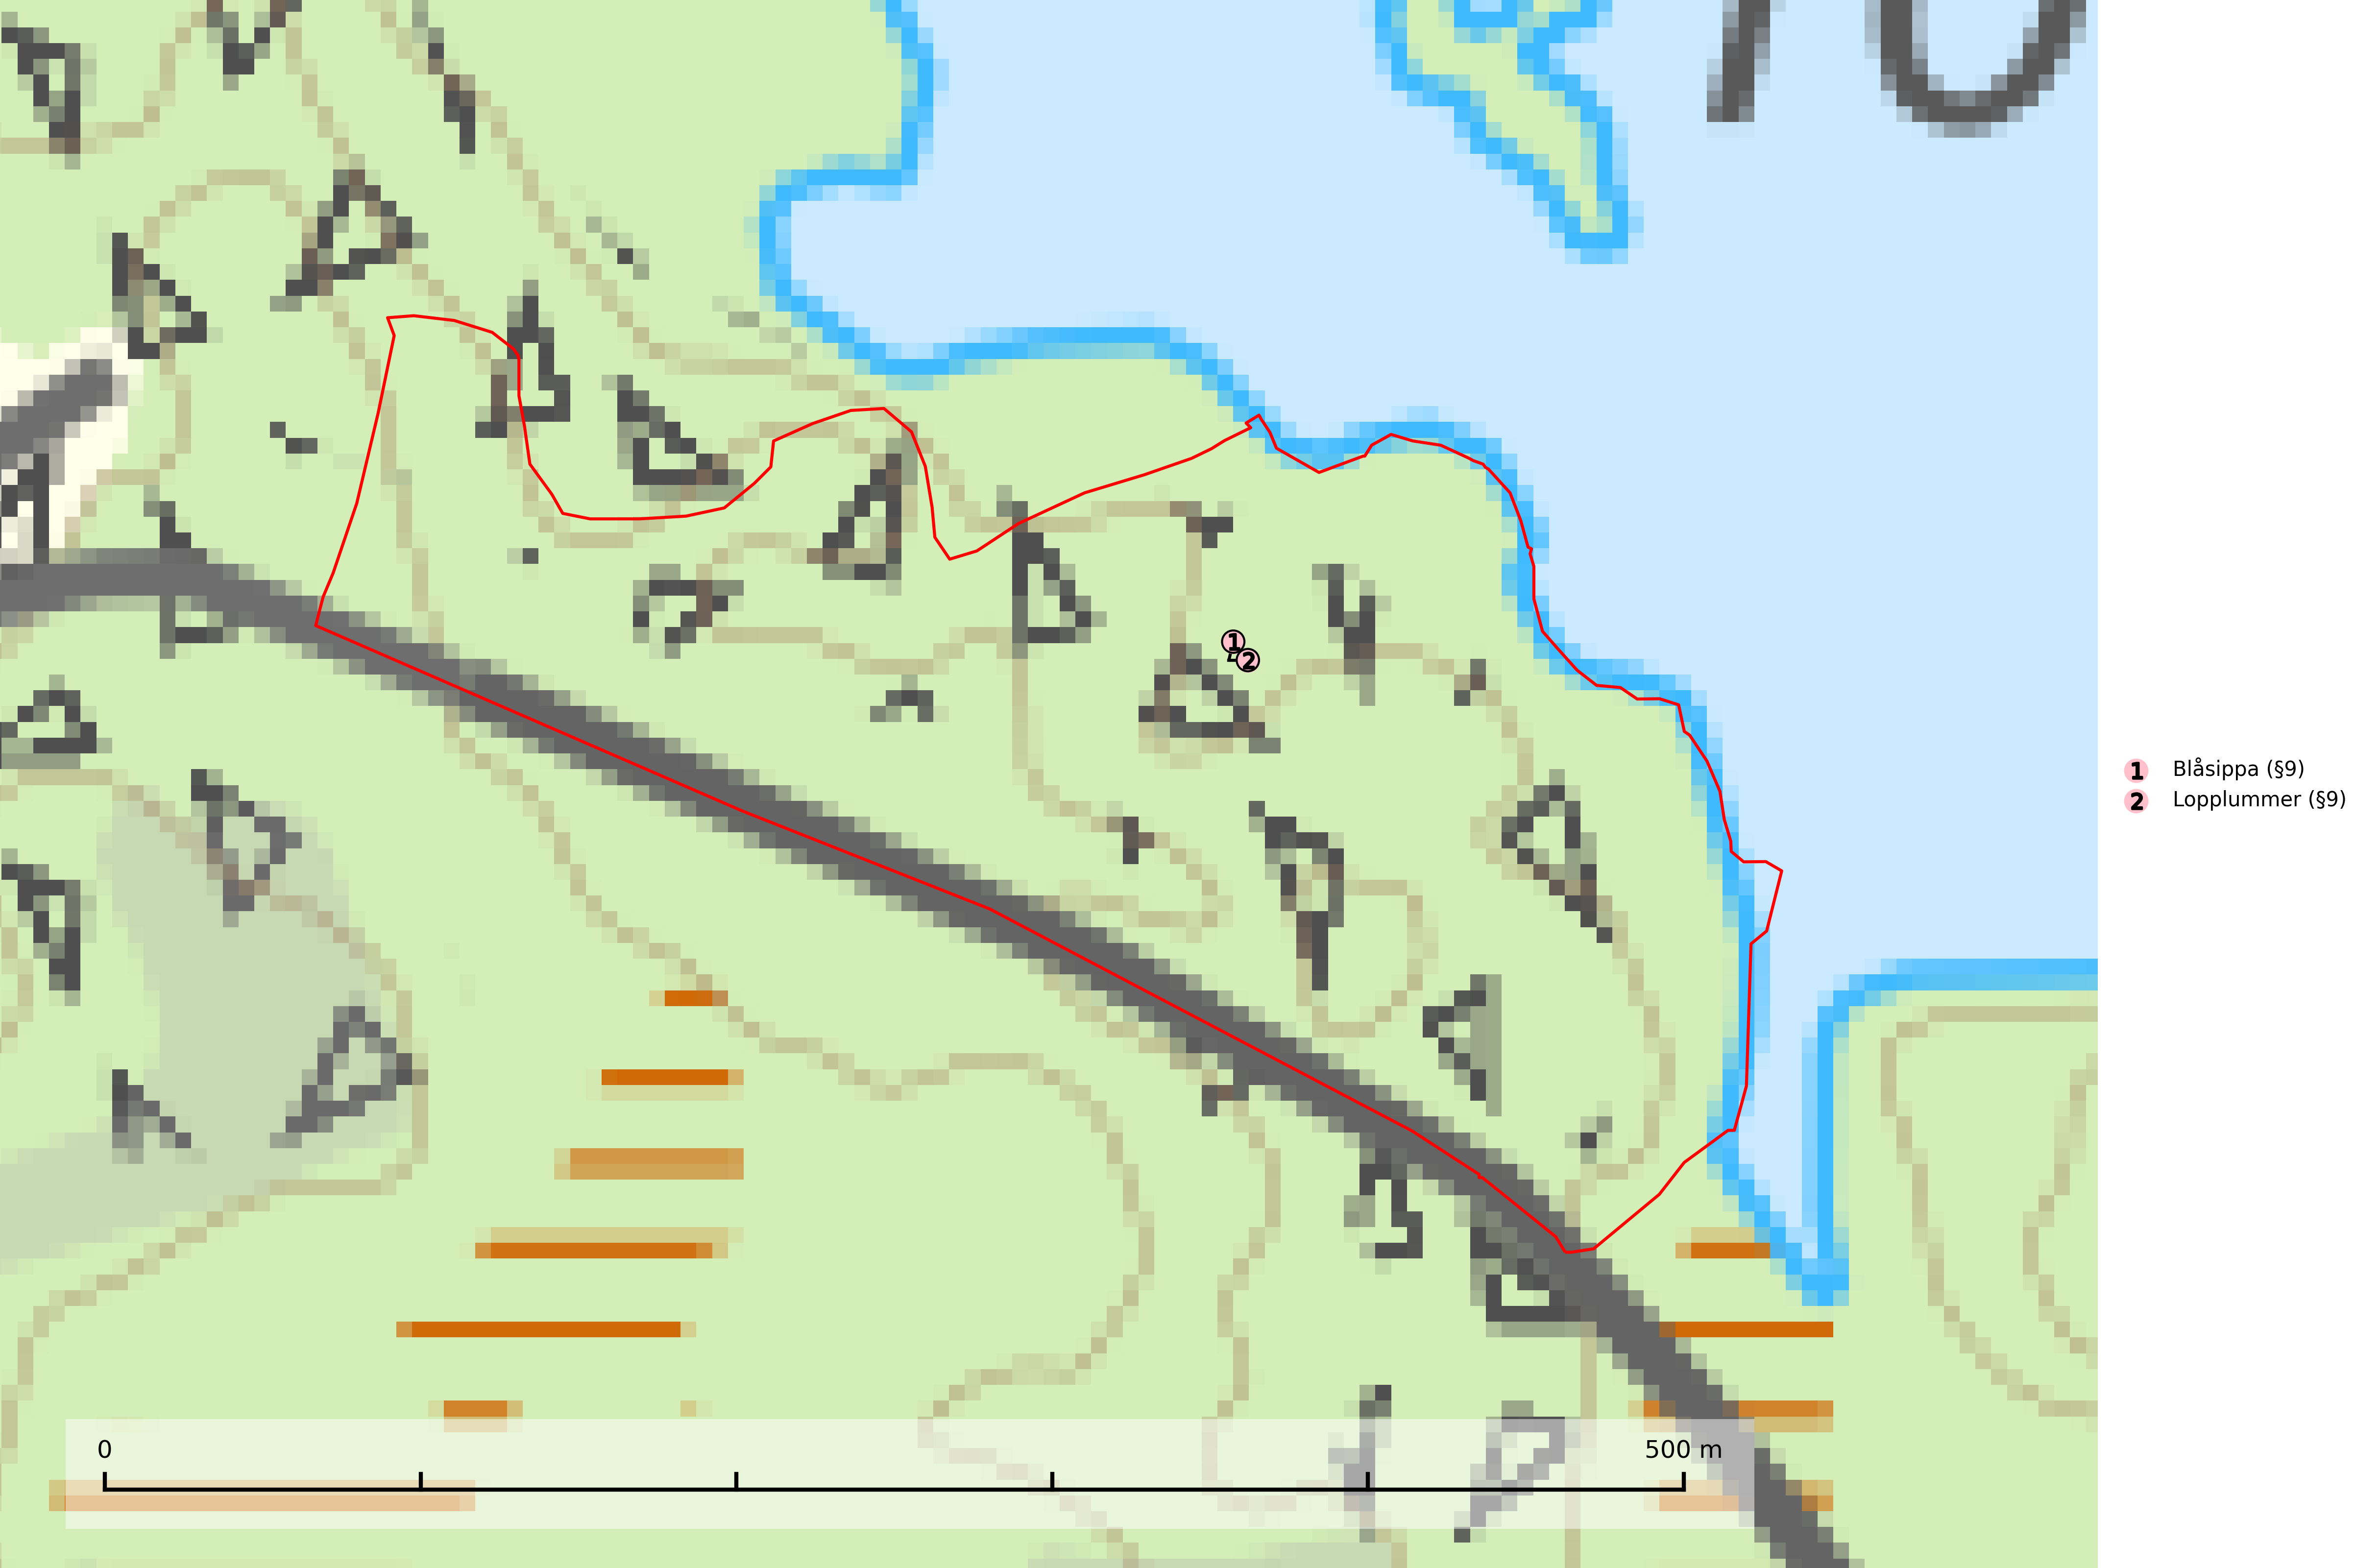 1
2
1 Blåsippa (§9)
2 Lopplummer (§9)
0 500 m